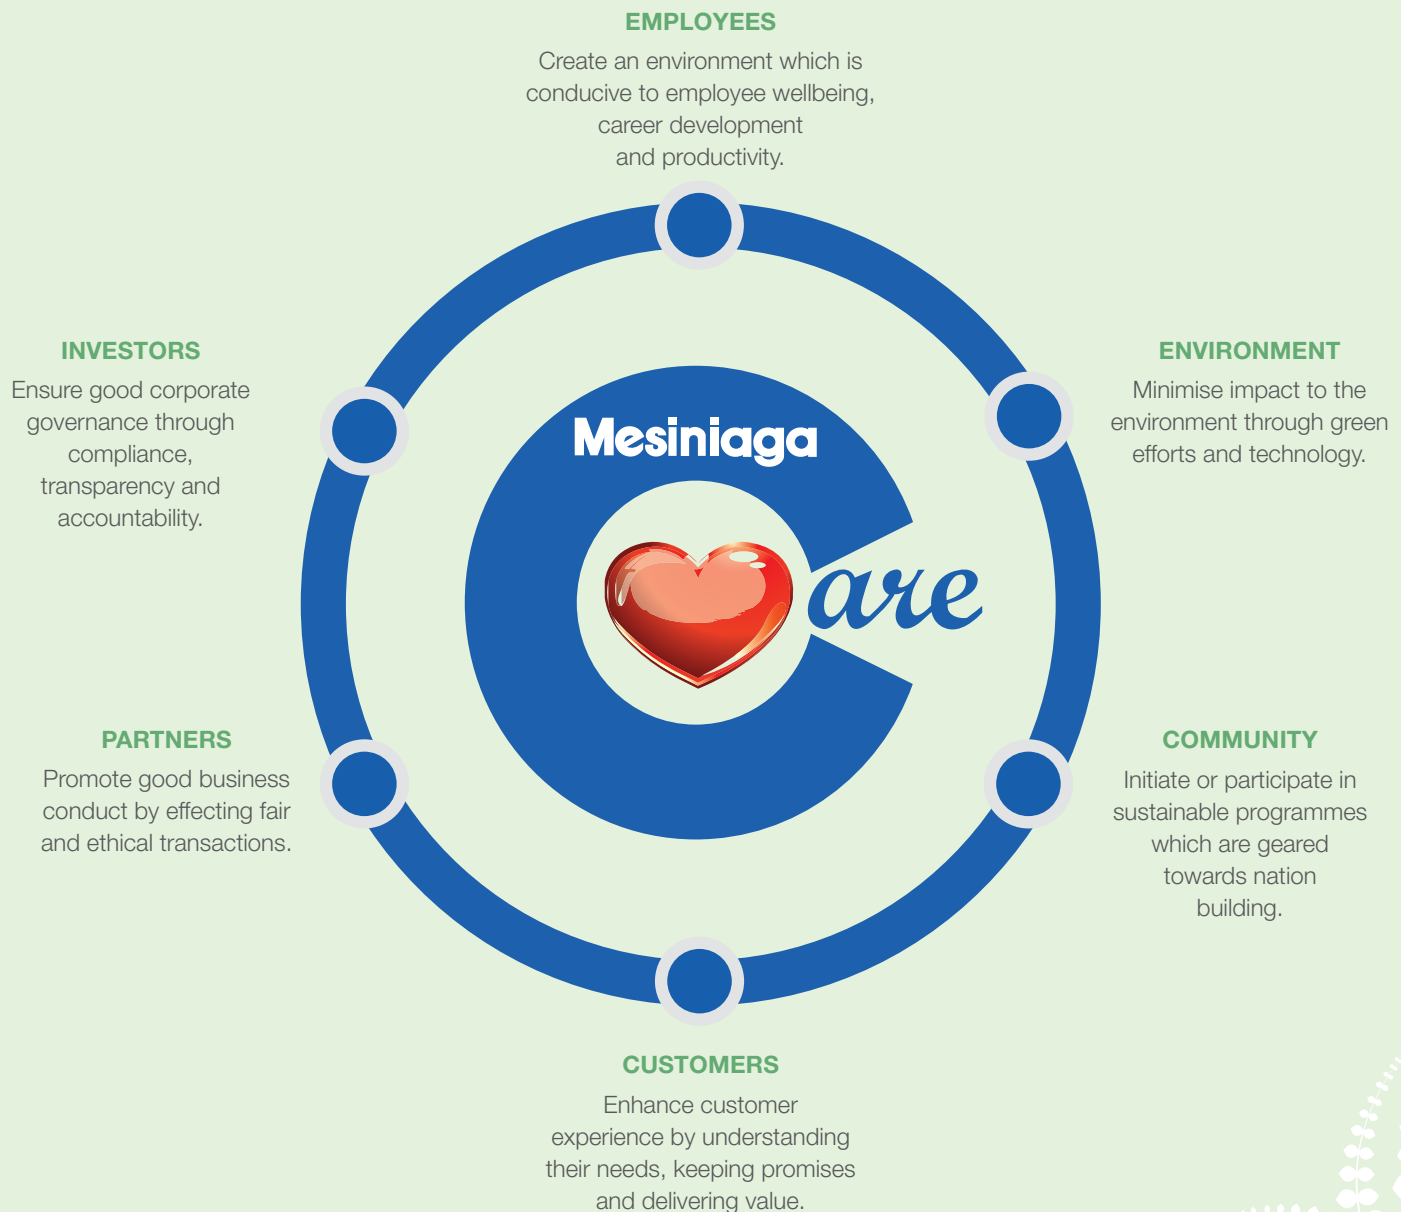 EMPLOYEES
Create an environment which is
conducive to employee wellbeing,
career development
and productivity.
INVESTORS
Ensure good corporate
governance through
compliance,
transparency and
accountability.
ENVIRONMENT
Minimise impact to the
environment through green
efforts and technology.
Mesiniaga
are
PARTNERS
Promote good business
conduct by effecting fair
and ethical transactions.
COMMUNITY
Initiate or participate in
sustainable programmes
which are geared
towards nation
building.
CUSTOMERS
Enhance customer
experience by understanding
their needs, keeping promises
and delivering value.